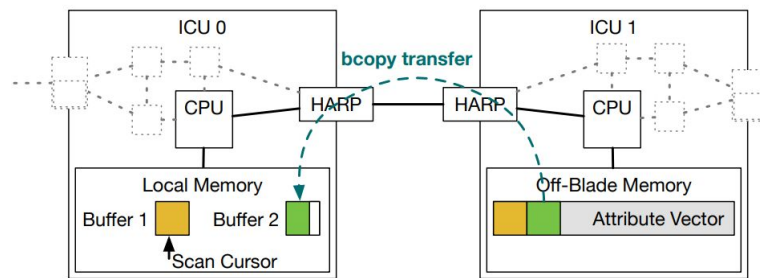 ICU 0
ICU 1
bcopy transfer
HARP
HARP
CPU
CPU
Local Memory
Off-Blade Memory
Buffer 1
Buffer 2
Attribute Vector
Scan Cursor